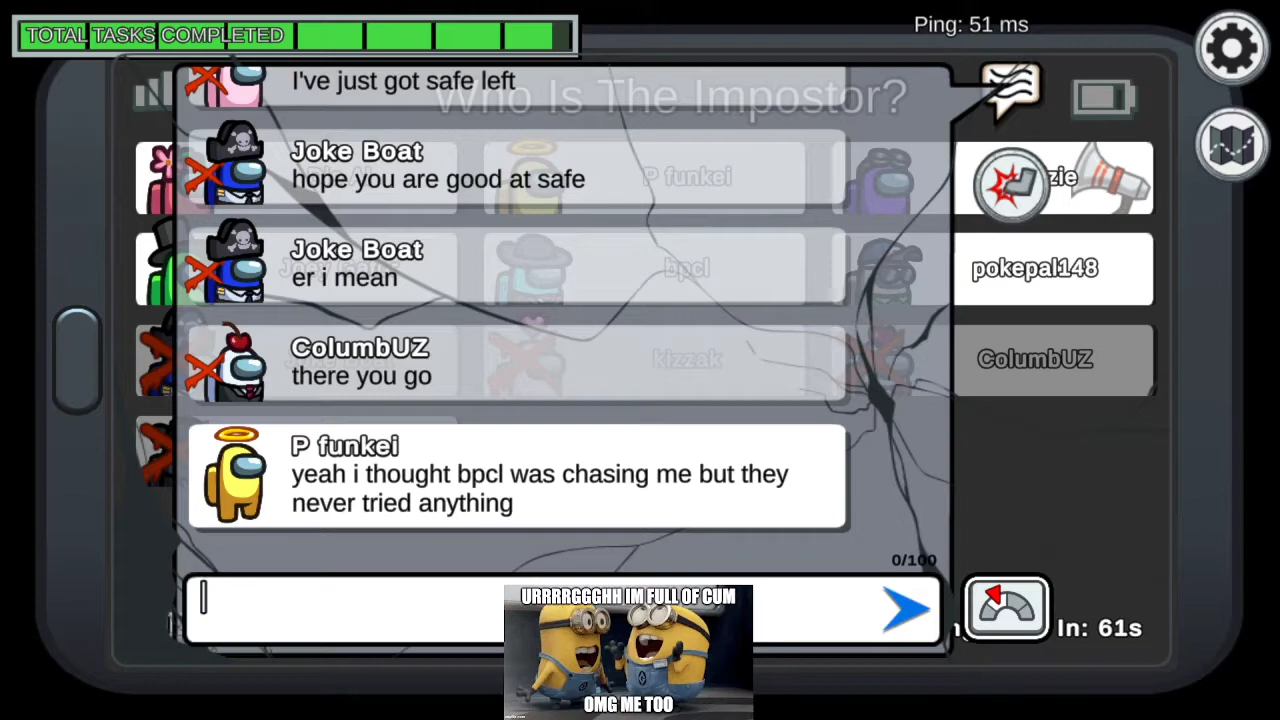 TOTAL TASKS COMPLETED
Ping: 51 ms
Who Is The Impostor?
I've just got safe left
Joke Boat
hope you are good at safe
P funkei
zie
Joke Boat
er i mean
bpcl
pokepal148
ColumbUZ
there you go
kizzak
ColumbUZ
P funkei
yeah i thought bpcl was chasing me but they
never tried anything
0/100
In: 61s
URRRRGGGHH IM FULL OF CUM
OMG ME TOO